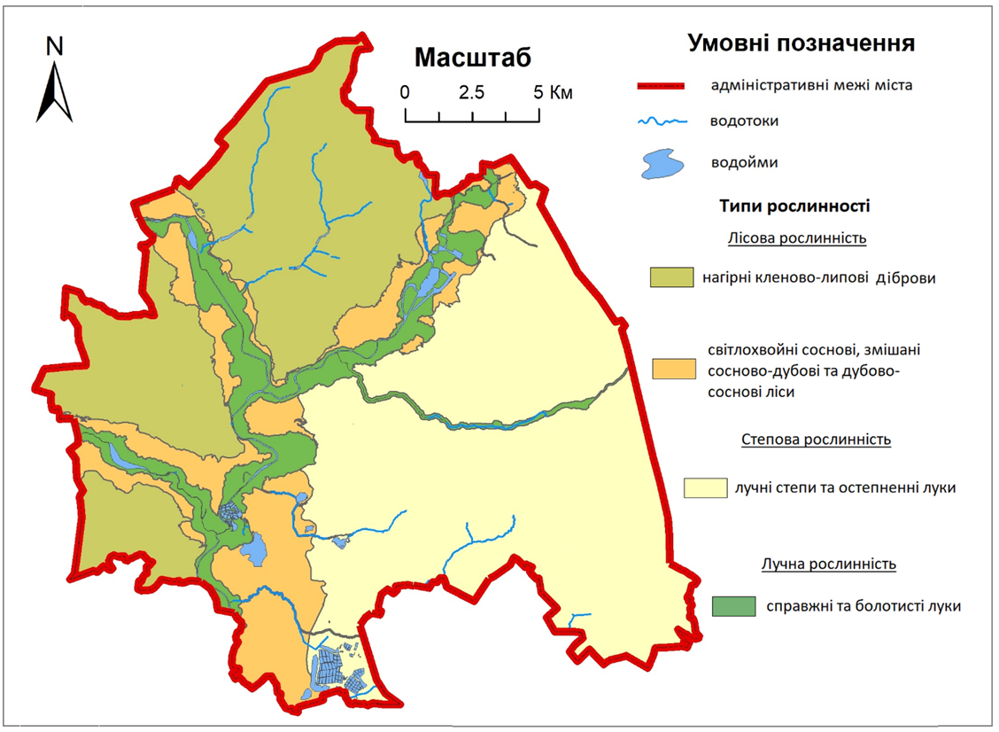 N
Масштаб
0 2.5 5 Км
Умовні позначення
адміністративні межі міста
водотоки
водойми
Типи рослинності
Лісова рослинність
нагірні кленово-липові діброви
світлохвойні соснові, змішані
сосново-дубові та дубово-
соснові ліси
Степова рослинність
лучні степи та остепненні луки
Лучна рослинність
справжні та болотисті луки